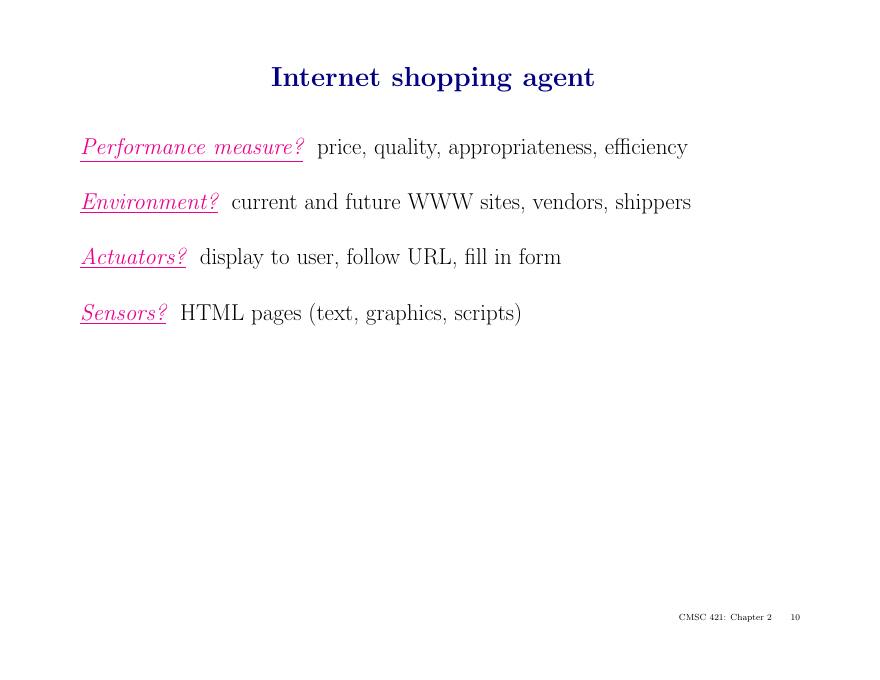 Internet shopping agent
Performance measure? price, quality, appropriateness, efficiency
Environment? current and future WWW sites, vendors, shippers
Actuators? display to user, follow URL, fill in form
Sensors? HTML pages (text, graphics, scripts)
CMSC 421: Chapter 2 10